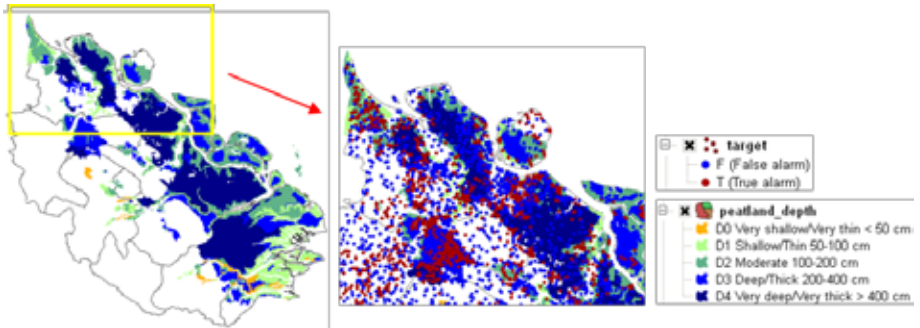 target
F (False alarm)
T (True alarm)
peatland_depth
D0 Very shallow/Very thin < 50 cm
D1 Shallow/Thin 50-100 cm
D2 Moderate 100-200 cm
D3 Deep/Thick 200-400 cm
D4 Very deep/Very thick > 400 cm